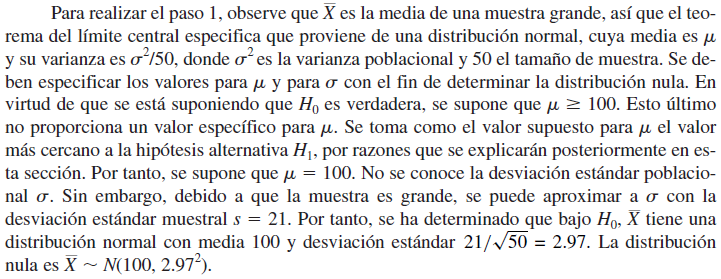 Para realizar el paso 1, observe que X̅ es la media de una muestra grande, así que el teo-
rema del límite central especifica que proviene de una distribución normal, cuya media es μ
y su varianza es σ²/50, donde σ² es la varianza poblacional y 50 el tamaño de muestra. Se de-
ben especificar los valores para μ y para σ con el fin de determinar la distribución nula. En
virtud de que se está suponiendo que H₀ es verdadera, se supone que μ ≥ 100. Esto último
no proporciona un valor específico para μ. Se toma como el valor supuesto para μ el valor
más cercano a la hipótesis alternativa H₁, por razones que se explicarán posteriormente en es-
ta sección. Por tanto, se supone que μ = 100. No se conoce la desviación estándar poblacio-
nal σ. Sin embargo, debido a que la muestra es grande, se puede aproximar a σ con la
desviación estándar muestral s = 21. Por tanto, se ha determinado que bajo H₀, X̅ tiene una
distribución normal con media 100 y desviación estándar 21/√50 = 2.97. La distribución
nula es X̅ ~ N(100, 2.97²).